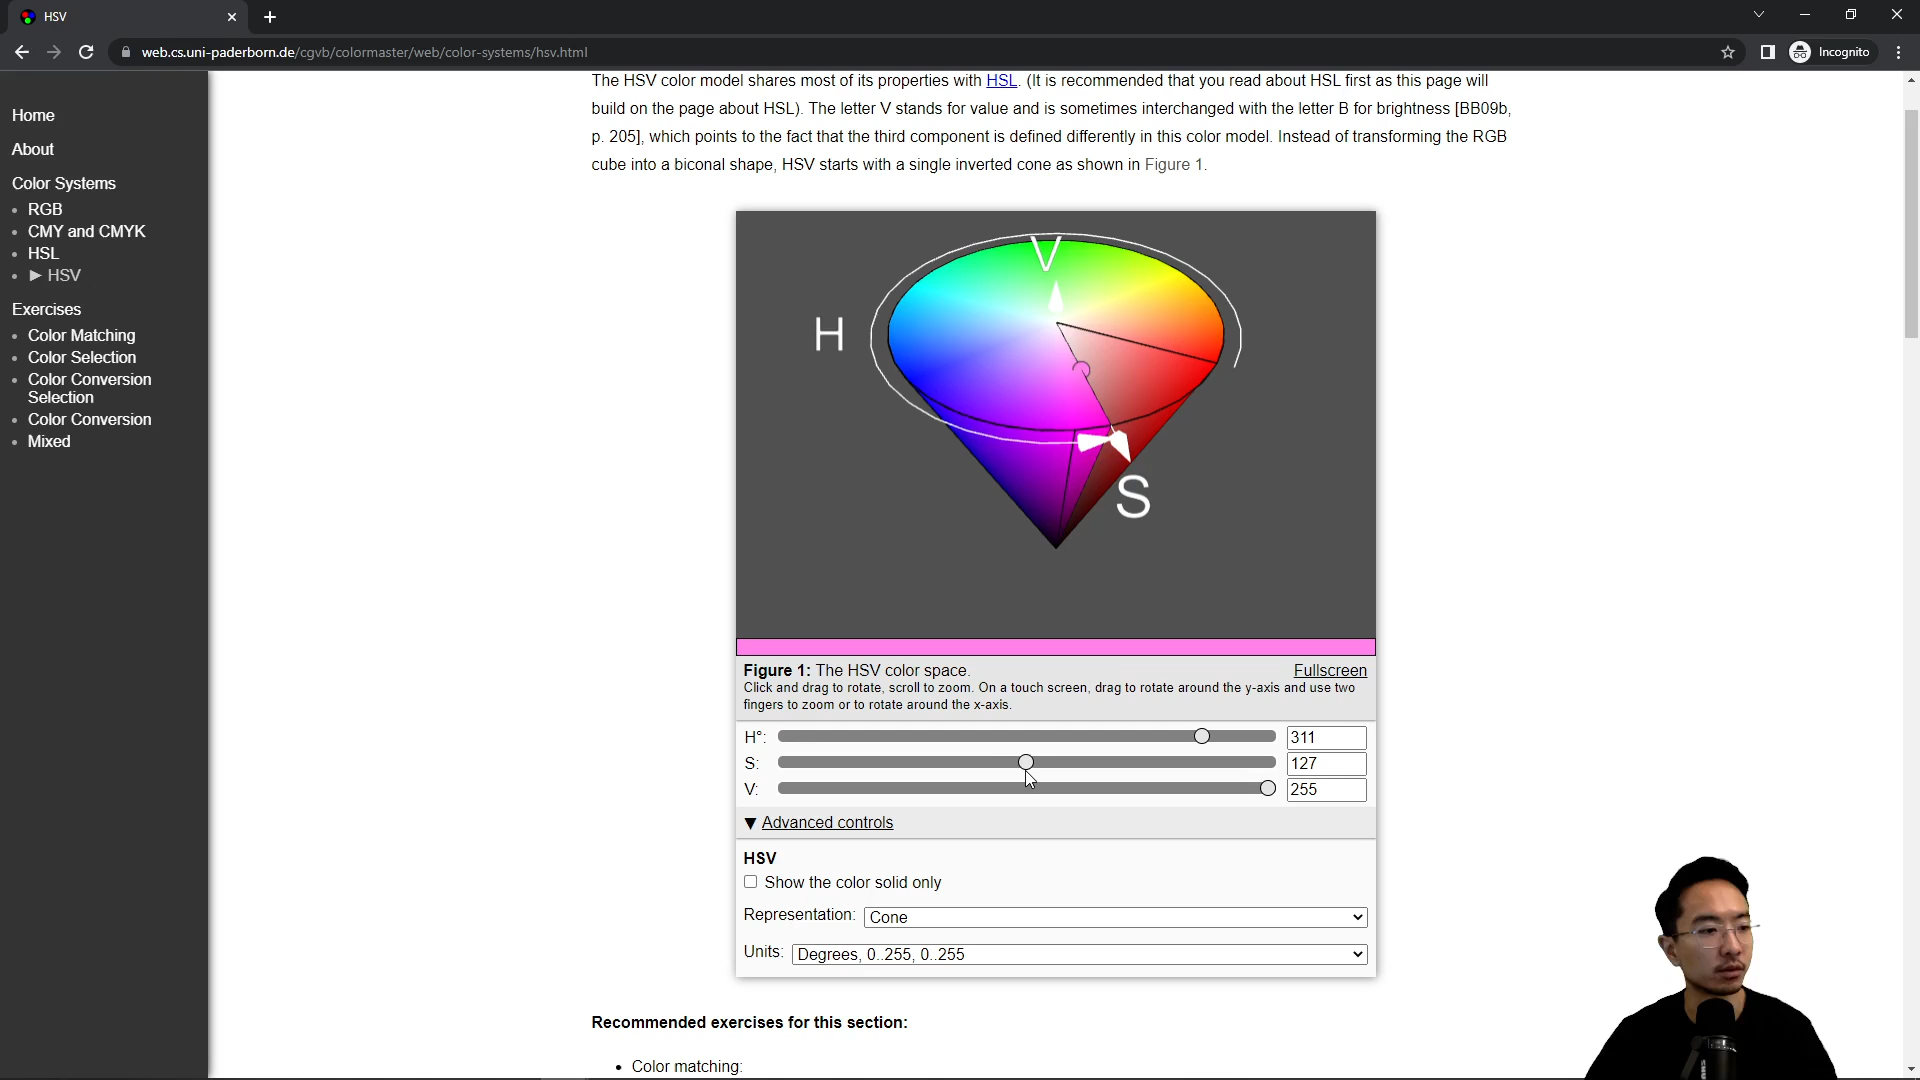 HSV
web.cs.uni-paderborn.de/cgvb/colormaster/web/color-systems/hsv.html
Incognito
Home
About
Color Systems
• RGB
• CMY and CMYK
• HSL
• ▶ HSV
Exercises
• Color Matching
• Color Selection
• Color Conversion
Selection
• Color Conversion
• Mixed
The HSV color model shares most of its properties with HSL. (It is recommended that you read about HSL first as this page will
build on the page about HSL). The letter V stands for value and is sometimes interchanged with the letter B for brightness [BB09b,
p. 205], which points to the fact that the third component is defined differently in this color model. Instead of transforming the RGB
cube into a biconal shape, HSV starts with a single inverted cone as shown in Figure 1.
V
H
S
Figure 1: The HSV color space. Fullscreen
Click and drag to rotate, scroll to zoom. On a touch screen, drag to rotate around the y-axis and use two
fingers to zoom or to rotate around the x-axis.
H°: 311
S: 127
V: 255
▼ Advanced controls
HSV
Show the color solid only
Representation: Cone
Units: Degrees, 0..255, 0..255
Recommended exercises for this section:
• Color matching: